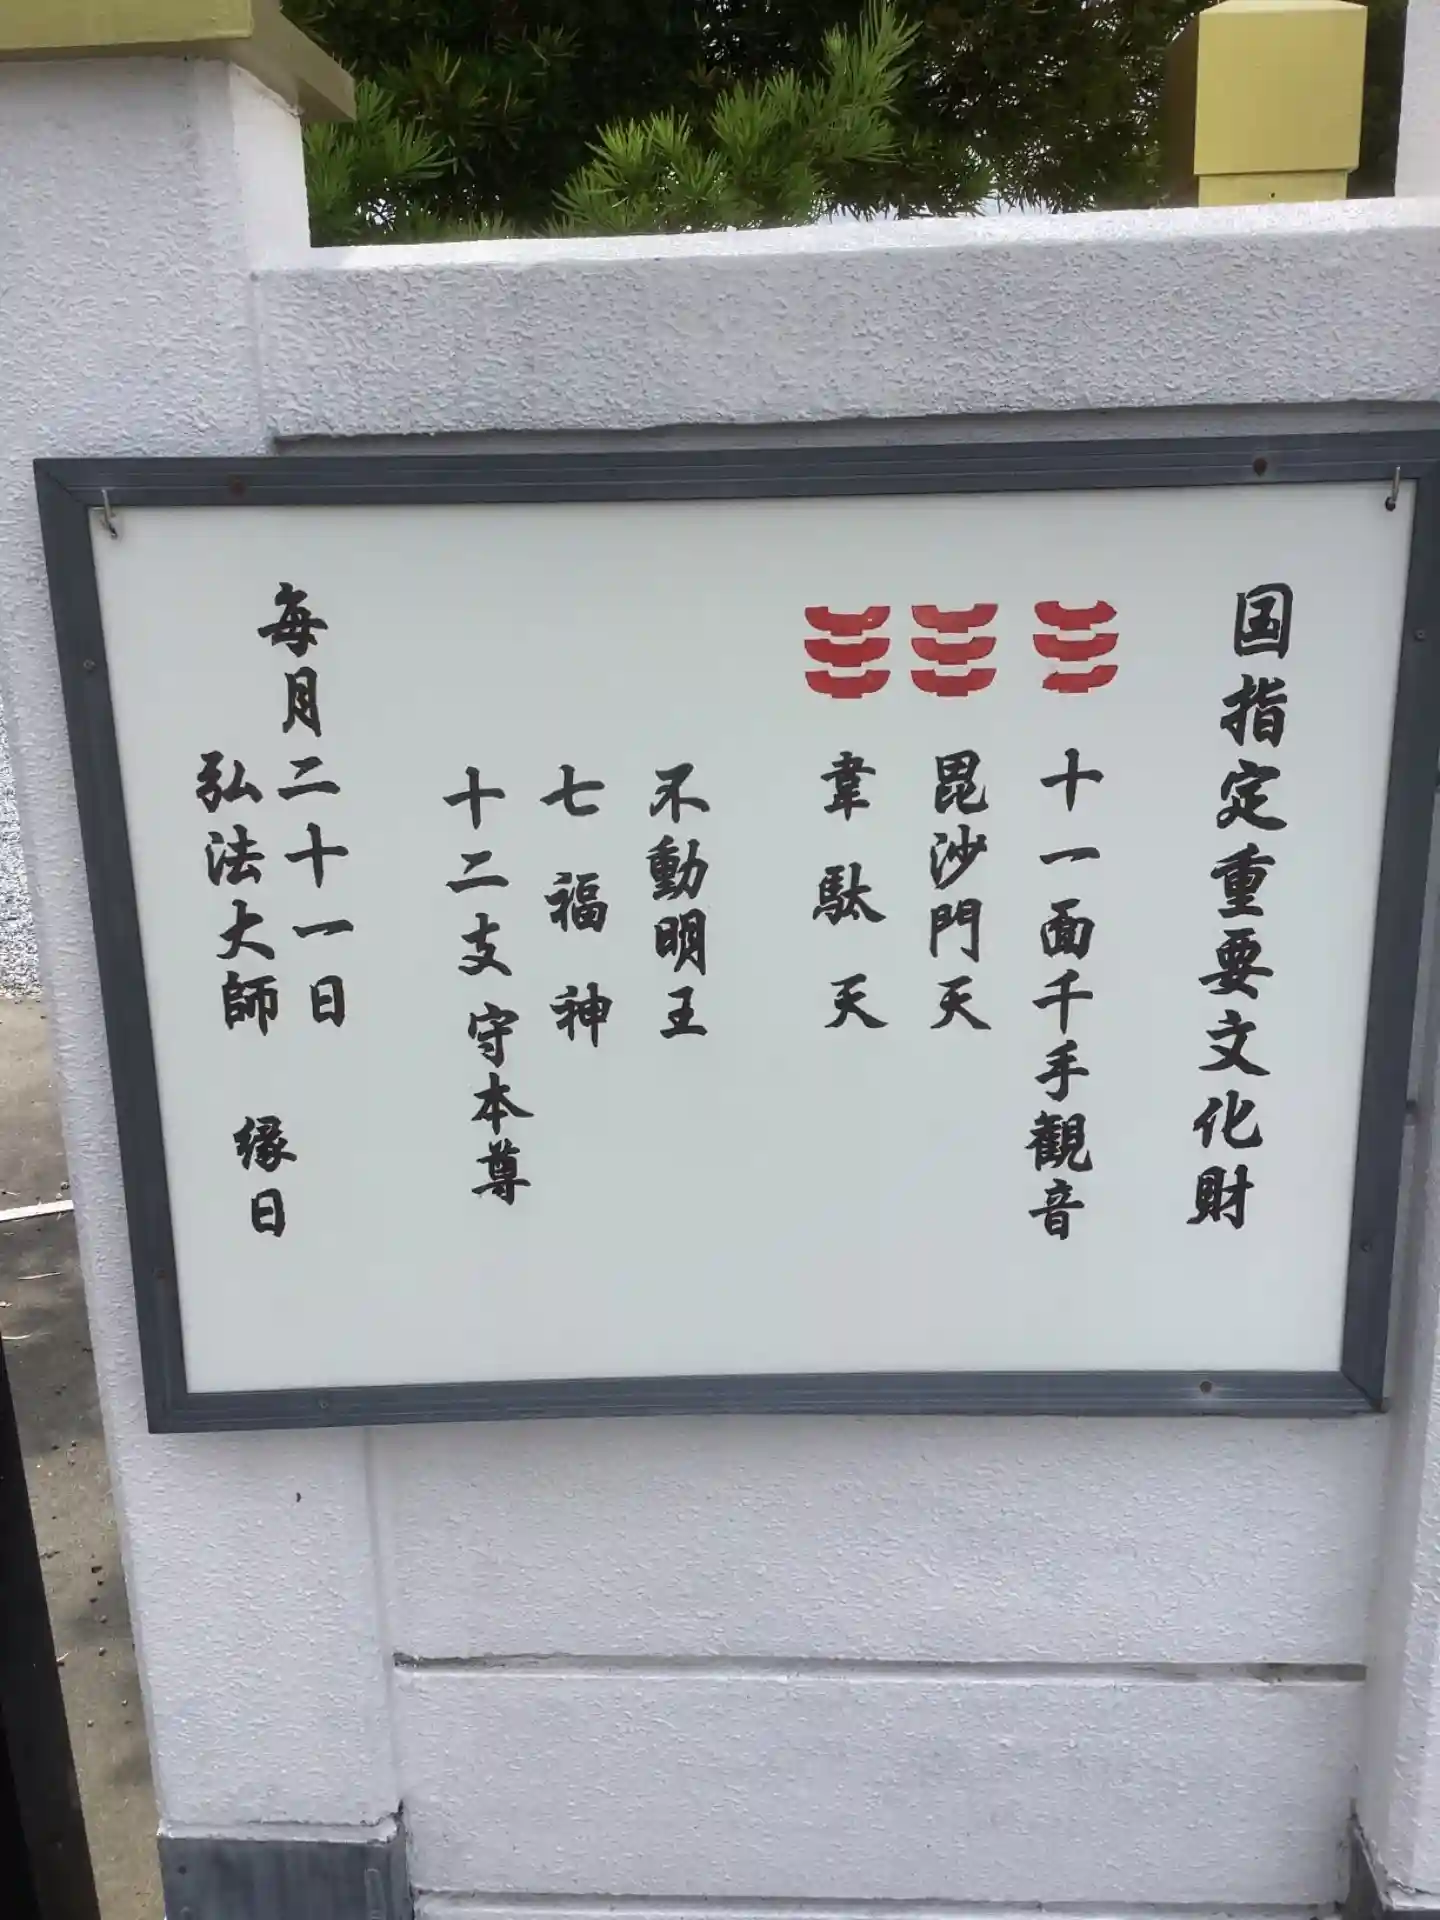 国指定重要文化財
十一面千手観音
毘沙門天
韋駄天
不動明王
七福神
十二支守本尊
毎月二十一日
弘法大師 縁日